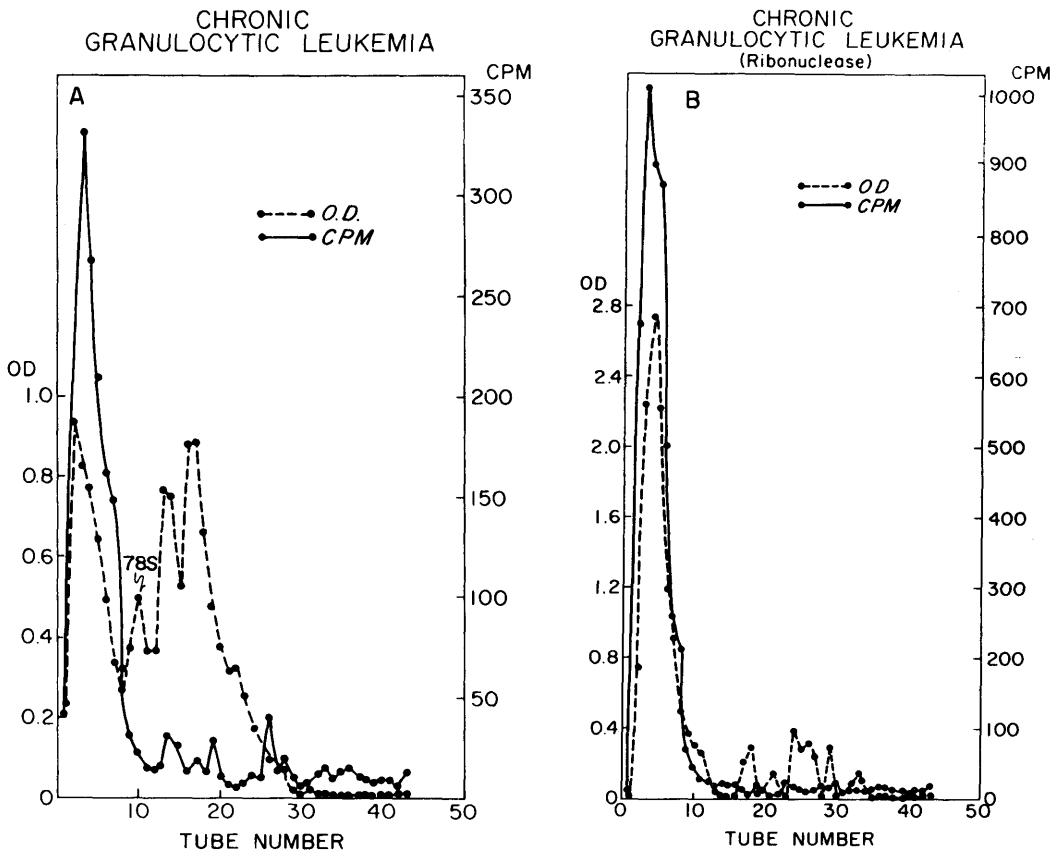 CHRONIC
GRANULOCYTIC LEUKEMIA
CPM
A
350
300
250
200
150
100
50
O.D.
CPM
OD
1.0
0.8
0.6
0.4
0.2
0
78S
10
20
30
40
50
TUBE NUMBER
CHRONIC
GRANULOCYTIC LEUKEMIA
(Ribonuclease)
CPM
B
1000
900
800
700
600
500
400
300
200
100
0
OD
CPM
OD
2.8
2.4
2.0
1.6
1.2
0.8
0.4
0
0
10
20
30
40
50
TUBE NUMBER